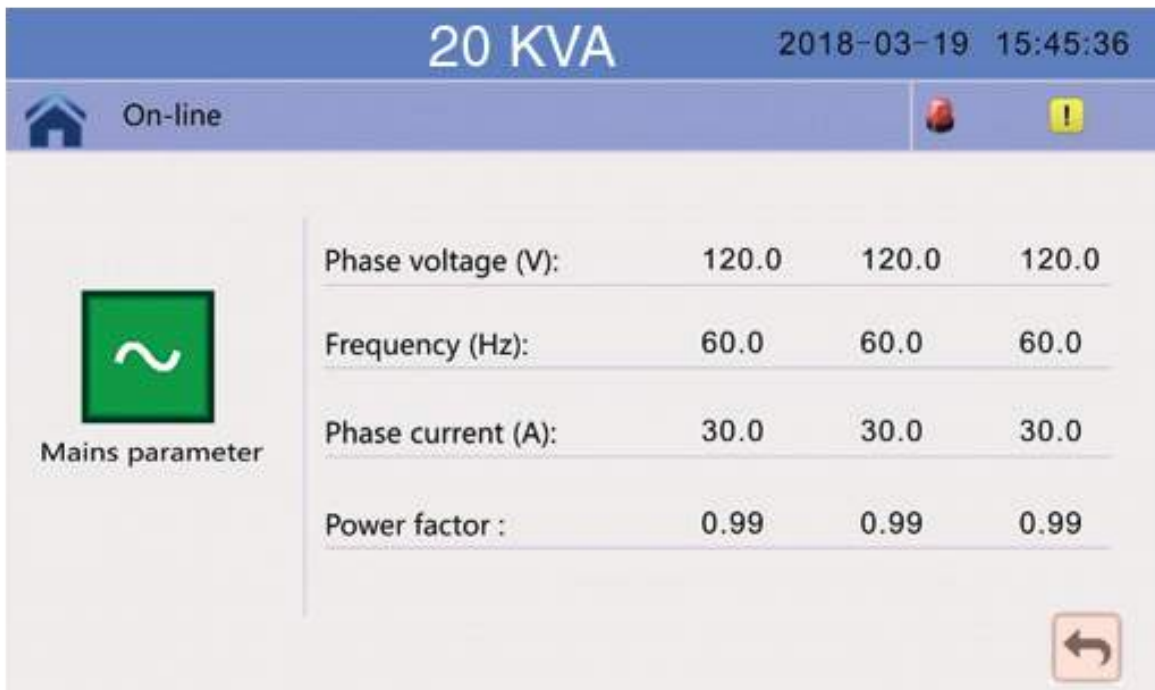 20 KVA 2018-03-19 15:45:36
On-line !
Phase voltage (V): 120.0 120.0 120.0
Frequency (Hz): 60.0 60.0 60.0
Phase current (A): 30.0 30.0 30.0
Mains parameter
Power factor : 0.99 0.99 0.99